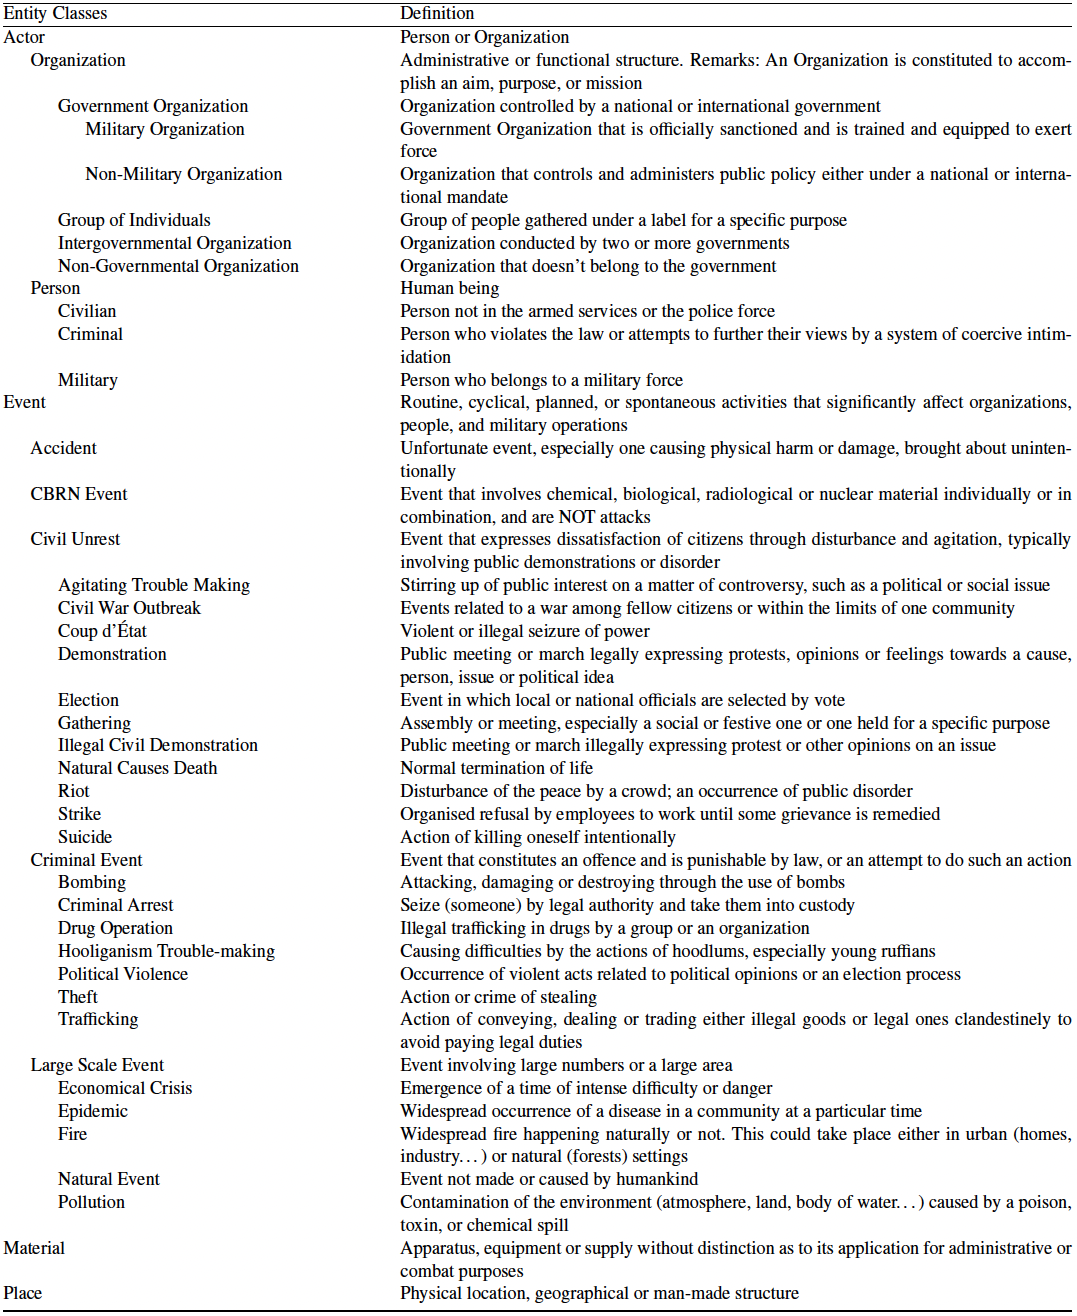 Entity Classes Definition
Actor Person or Organization
Organization Administrative or functional structure. Remarks: An Organization is constituted to accom-
plish an aim, purpose, or mission
Government Organization Organization controlled by a national or international government
Military Organization Government Organization that is officially sanctioned and is trained and equipped to exert
force
Non-Military Organization Organization that controls and administers public policy either under a national or interna-
tional mandate
Group of Individuals Group of people gathered under a label for a specific purpose
Intergovernmental Organization Organization conducted by two or more governments
Non-Governmental Organization Organization that doesn't belong to the government
Person Human being
Civilian Person not in the armed services or the police force
Criminal Person who violates the law or attempts to further their views by a system of coercive intim-
idation
Military Person who belongs to a military force
Event Routine, cyclical, planned, or spontaneous activities that significantly affect organizations,
people, and military operations
Accident Unfortunate event, especially one causing physical harm or damage, brought about uninten-
tionally
CBRN Event Event that involves chemical, biological, radiological or nuclear material individually or in
combination, and are NOT attacks
Civil Unrest Event that expresses dissatisfaction of citizens through disturbance and agitation, typically
involving public demonstrations or disorder
Agitating Trouble Making Stirring up of public interest on a matter of controversy, such as a political or social issue
Civil War Outbreak Events related to a war among fellow citizens or within the limits of one community
Coup d'État Violent or illegal seizure of power
Demonstration Public meeting or march legally expressing protests, opinions or feelings towards a cause,
person, issue or political idea
Election Event in which local or national officials are selected by vote
Gathering Assembly or meeting, especially a social or festive one or one held for a specific purpose
Illegal Civil Demonstration Public meeting or march illegally expressing protest or other opinions on an issue
Natural Causes Death Normal termination of life
Riot Disturbance of the peace by a crowd; an occurrence of public disorder
Strike Organised refusal by employees to work until some grievance is remedied
Suicide Action of killing oneself intentionally
Criminal Event Event that constitutes an offence and is punishable by law, or an attempt to do such an action
Bombing Attacking, damaging or destroying through the use of bombs
Criminal Arrest Seize (someone) by legal authority and take them into custody
Drug Operation Illegal trafficking in drugs by a group or an organization
Hooliganism Trouble-making Causing difficulties by the actions of hoodlums, especially young ruffians
Political Violence Occurrence of violent acts related to political opinions or an election process
Theft Action or crime of stealing
Trafficking Action of conveying, dealing or trading either illegal goods or legal ones clandestinely to
avoid paying legal duties
Large Scale Event Event involving large numbers or a large area
Economical Crisis Emergence of a time of intense difficulty or danger
Epidemic Widespread occurrence of a disease in a community at a particular time
Fire Widespread fire happening naturally or not. This could take place either in urban (homes,
industry...) or natural (forests) settings
Natural Event Event not made or caused by humankind
Pollution Contamination of the environment (atmosphere, land, body of water...) caused by a poison,
toxin, or chemical spill
Material Apparatus, equipment or supply without distinction as to its application for administrative or
combat purposes
Place Physical location, geographical or man-made structure